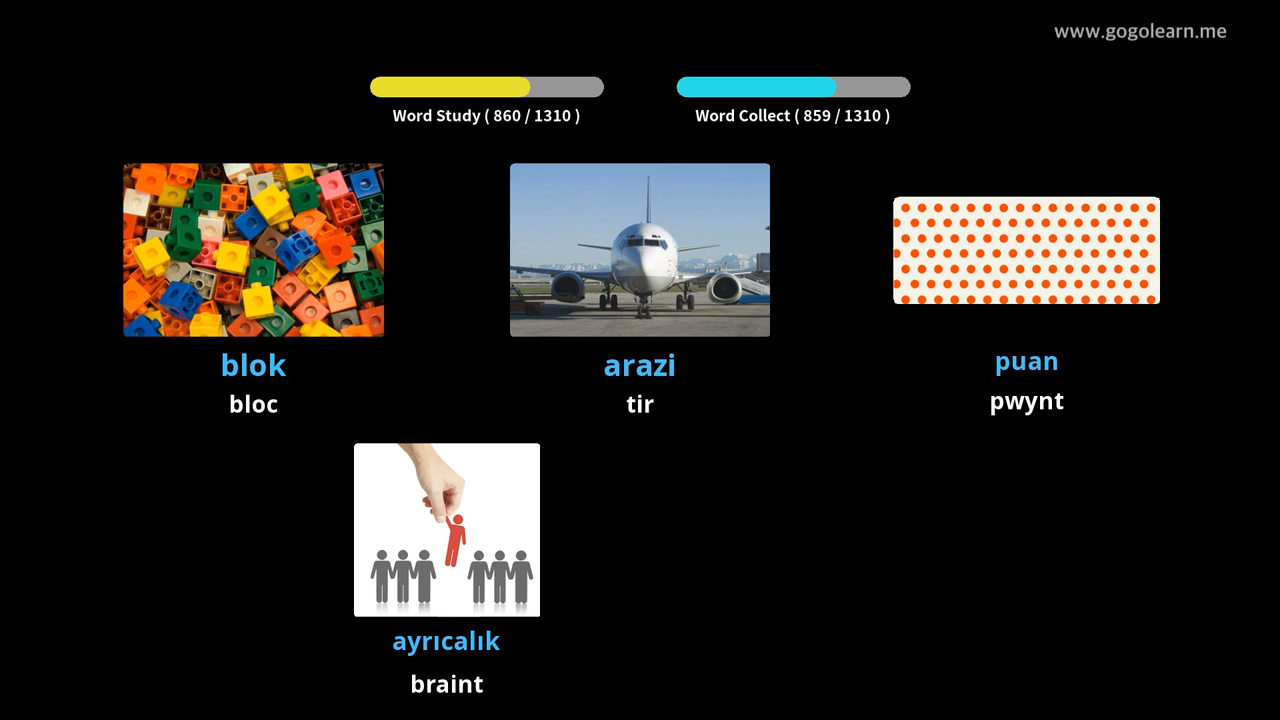 www.gogolearn.me
Word Study ( 860 / 1310 )
Word Collect ( 859 / 1310 )
blok
bloc
arazi
tir
puan
pwynt
ayrıcalık
braint